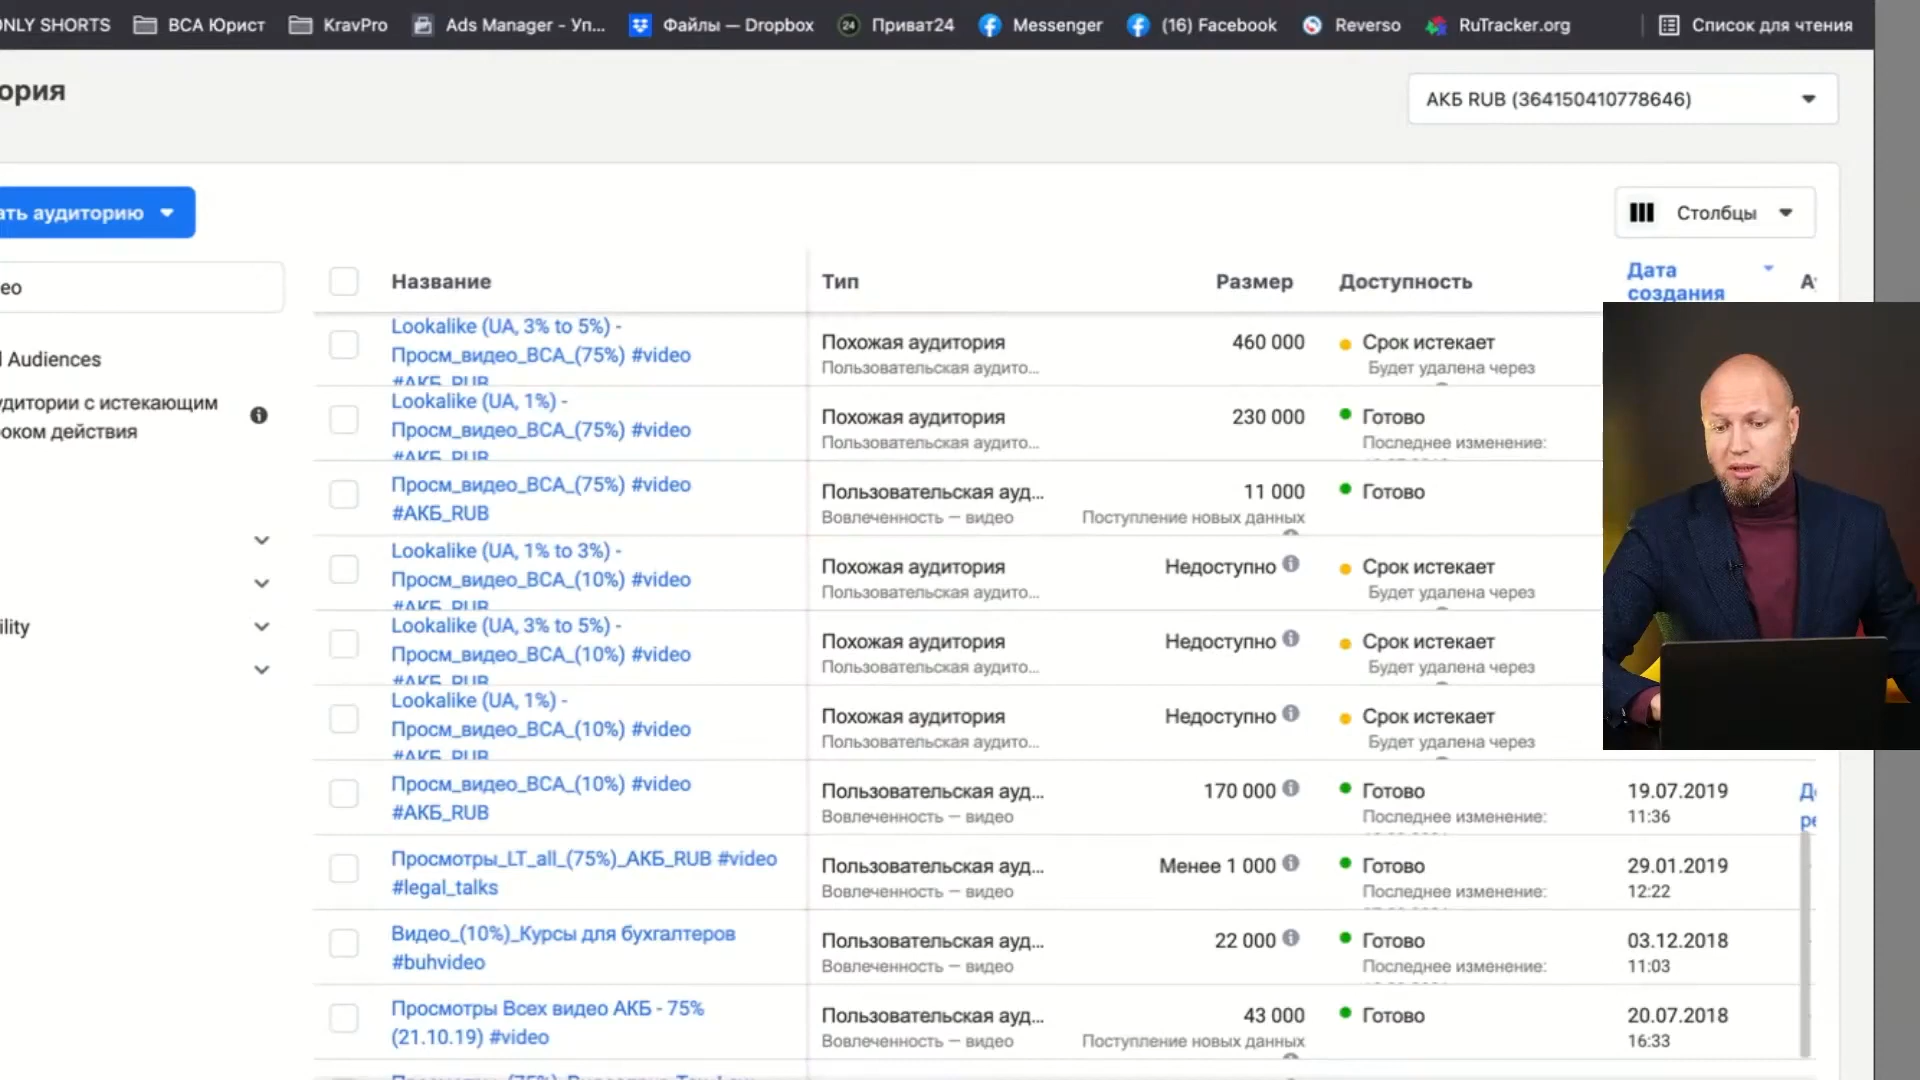 ONLY SHORTS
ВСА Юрист
KravPro
Ads Manager - Уп...
Файлы — Dropbox
24
Приват24
Messenger
(16) Facebook
Reverso
RuTracker.org
Список для чтения
ория
АКБ RUB (364150410778646)
ать аудиторию
Столбцы
ео
Название
Тип
Размер
Доступность
Дата
создания
А
Lookalike (UA, 3% to 5%) -
Просм_видео_ВСА_(75%) #video
#АКБ_RUB
Похожая аудитория
Пользовательская аудито...
460 000
Срок истекает
Будет удалена через
l Audiences
удитории с истекающим
оком действия
Lookalike (UA, 1%) -
Просм_видео_ВСА_(75%) #video
#АКБ_RUB
Похожая аудитория
Пользовательская аудито...
230 000
Готово
Последнее изменение:
Просм_видео_ВСА_(75%) #video
#АКБ_RUB
Пользовательская ауд...
Вовлеченность — видео
11 000
Поступление новых данных
Готово
Lookalike (UA, 1% to 3%) -
Просм_видео_ВСА_(10%) #video
#АКБ_RUB
Похожая аудитория
Пользовательская аудито...
Недоступно
Срок истекает
Будет удалена через
ility
Lookalike (UA, 3% to 5%) -
Просм_видео_ВСА_(10%) #video
#АКБ_RUB
Похожая аудитория
Пользовательская аудито...
Недоступно
Срок истекает
Будет удалена через
Lookalike (UA, 1%) -
Просм_видео_ВСА_(10%) #video
#АКБ_RUB
Похожая аудитория
Пользовательская аудито...
Недоступно
Срок истекает
Будет удалена через
Просм_видео_ВСА_(10%) #video
#АКБ_RUB
Пользовательская ауд...
Вовлеченность — видео
170 000
Готово
Последнее изменение:
19.07.2019
11:36
Д
ре
Просмотры_LT_all_(75%)_АКБ_RUB #video
#legal_talks
Пользовательская ауд...
Вовлеченность — видео
Менее 1 000
Готово
Последнее изменение:
29.01.2019
12:22
Видео_(10%)_Курсы для бухгалтеров
#buhvideo
Пользовательская ауд...
Вовлеченность — видео
22 000
Готово
Последнее изменение:
03.12.2018
11:03
Просмотры Всех видео АКБ - 75%
(21.10.19) #video
Пользовательская ауд...
Вовлеченность — видео
43 000
Поступление новых данных
Готово
20.07.2018
16:33